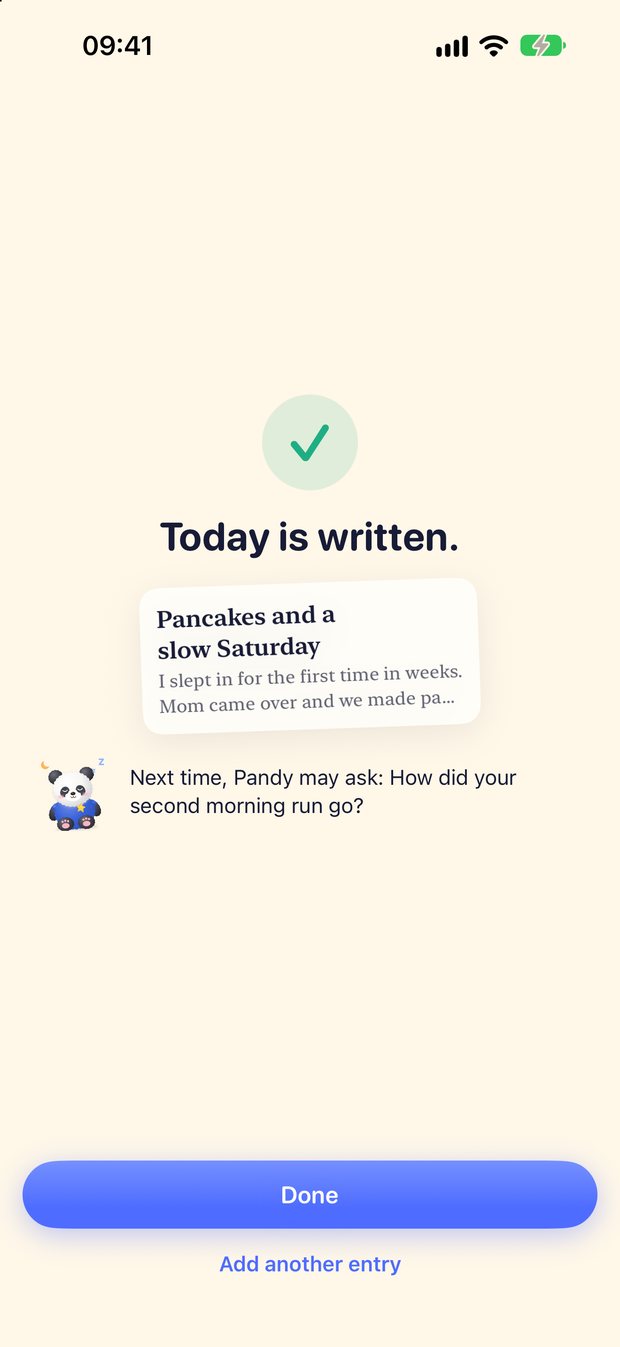 09:41
Today is written.
Pancakes and a
slow Saturday
I slept in for the first time in weeks.
Mom came over and we made pa...
z
Next time, Pandy may ask: How did your
second morning run go?
Done
Add another entry